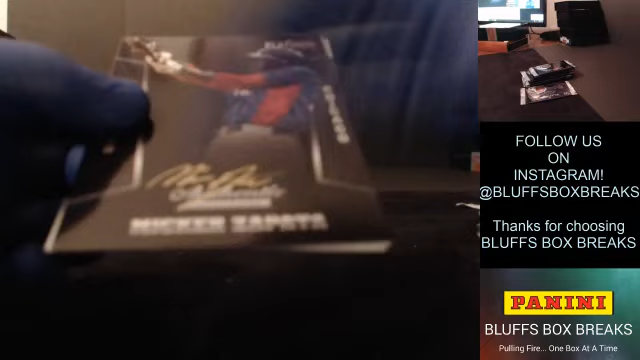 MICKER ZAPATA
FOLLOW US
ON
INSTAGRAM!
@BLUFFSBOXBREAKS
Thanks for choosing
BLUFFS BOX BREAKS
PANINI
BLUFFS BOX BREAKS
Pulling Fire... One Box At A Time